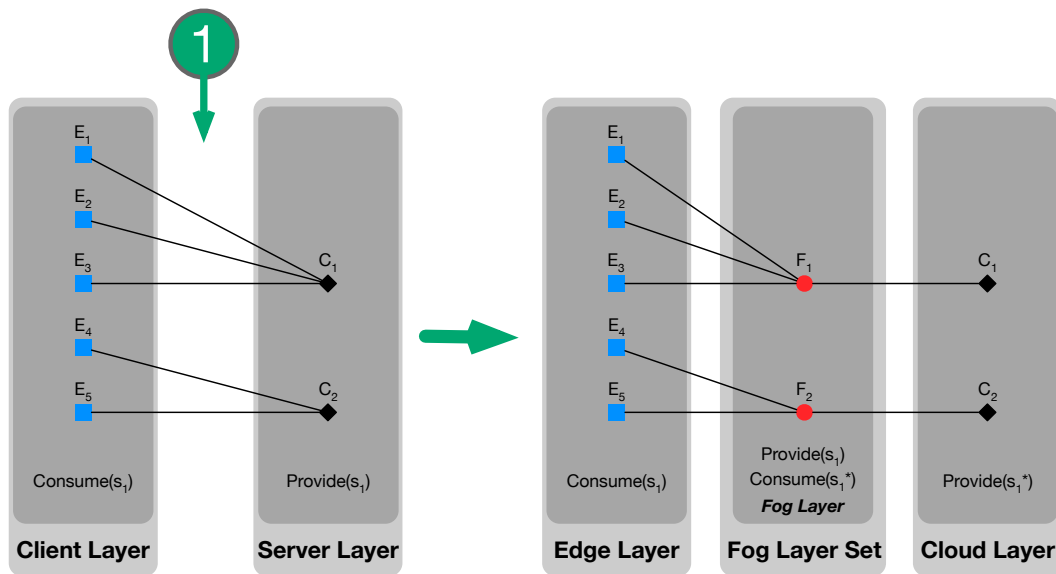 1
E₁
E₂
E₃
E₄
E₅
C₁
C₂
Consume(s₁)
Provide(s₁)
Client Layer
Server Layer
E₁
E₂
E₃
E₄
E₅
F₁
F₂
C₁
C₂
Consume(s₁)
Provide(s₁)
Consume(s₁*)
Fog Layer
Provide(s₁*)
Edge Layer
Fog Layer Set
Cloud Layer